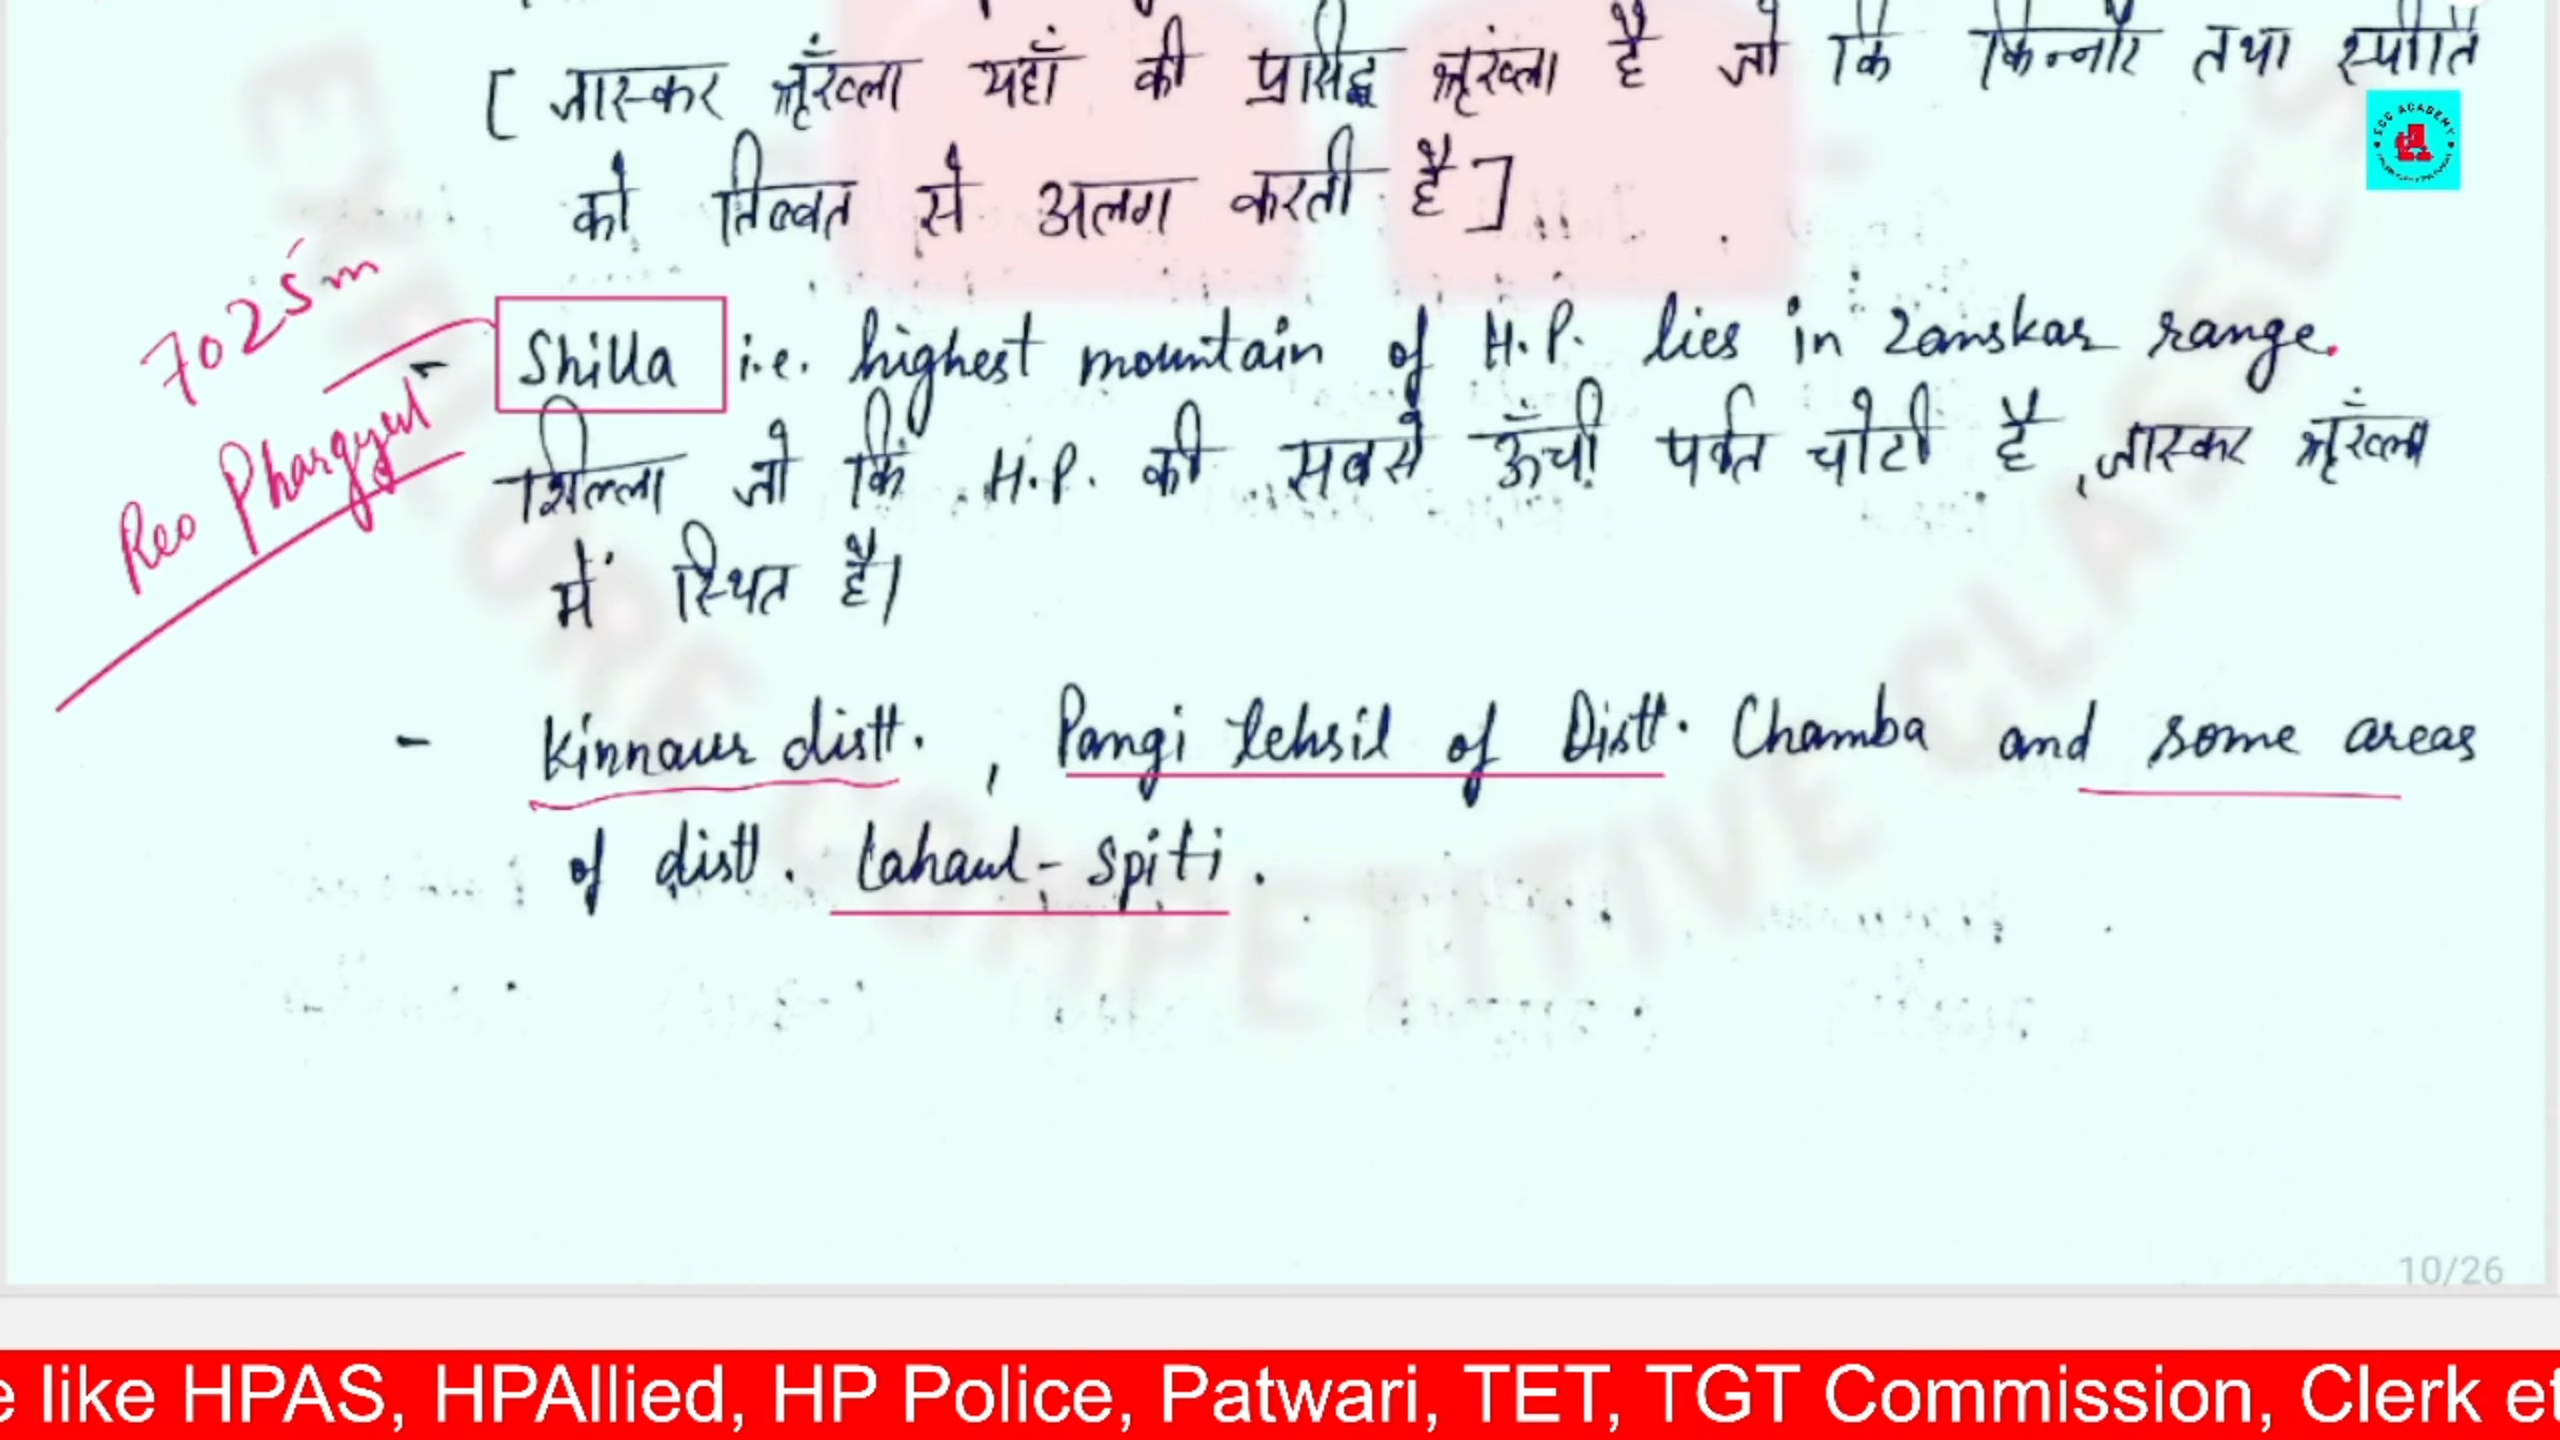 [ जास्कर श्रृंखला यहाँ की प्रसिद्ध श्रृंखला है जो कि किन्नौर तथा स्पीति
को तिब्बत से अलग करती है ]
7025m
- Shilla i.e. highest mountain of H.P. lies in Zanskar range.
Reo Phargyul
शिल्ला जो कि H.P. की सबसे ऊँची पर्वत चोटी है, जास्कर श्रृंखला
में स्थित है।
- Kinnaur distt. , Pangi tehsil of Distt. Chamba and some areas
of distt. Lahaul-Spiti.
10/26
e like HPAS, HPAllied, HP Police, Patwari, TET, TGT Commission, Clerk et